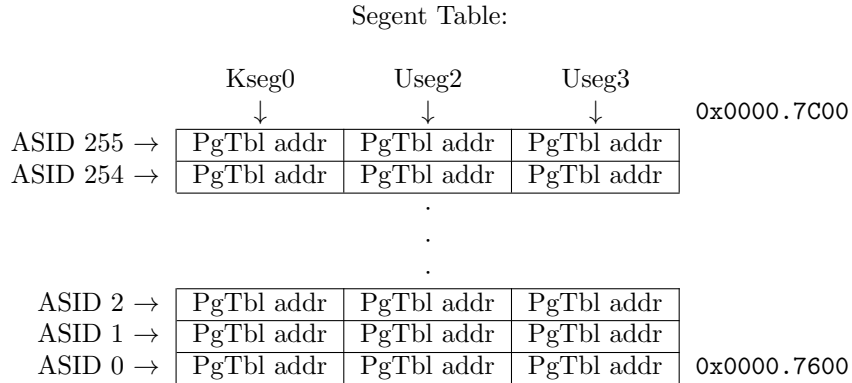 Segent Table:
Kseg0 Useg2 Useg3
↓ ↓ ↓ 0x0000.7C00
ASID 255 → PgTbl addr PgTbl addr PgTbl addr
ASID 254 → PgTbl addr PgTbl addr PgTbl addr
.
.
.
ASID 2 → PgTbl addr PgTbl addr PgTbl addr
ASID 1 → PgTbl addr PgTbl addr PgTbl addr
ASID 0 → PgTbl addr PgTbl addr PgTbl addr 0x0000.7600